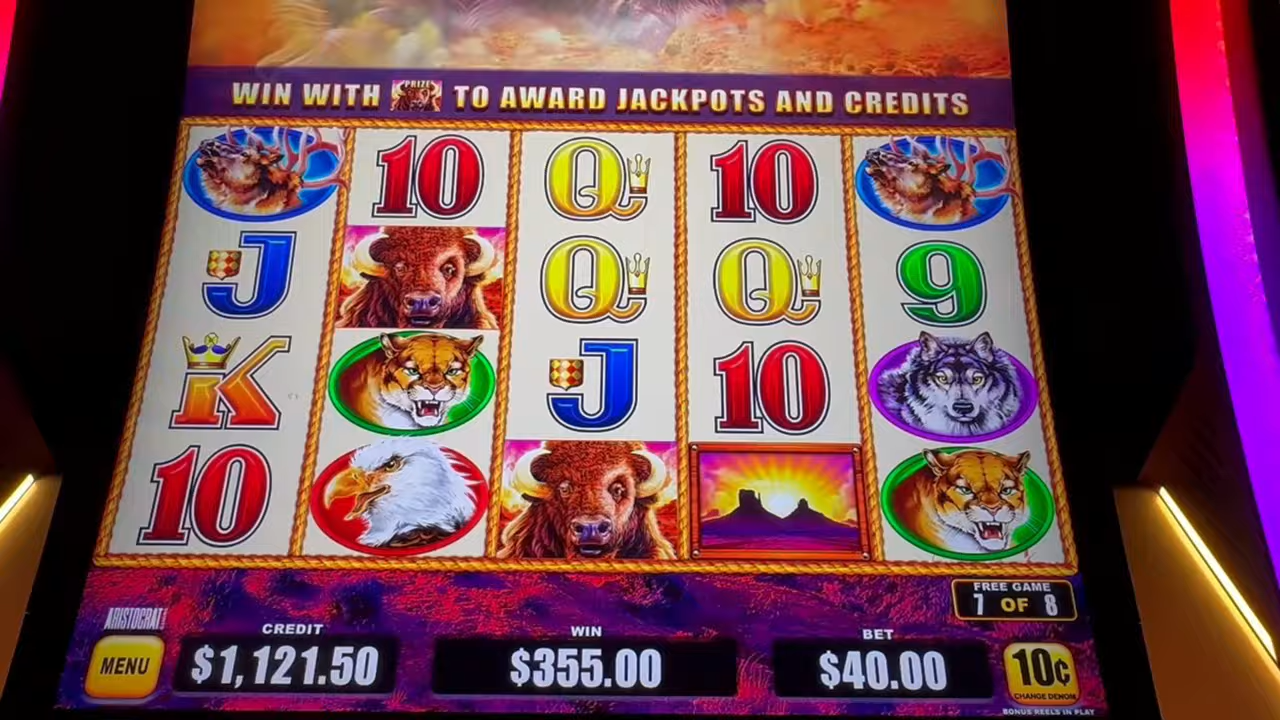 WIN WITH PRIZE TO AWARD JACKPOTS AND CREDITS
10 Q 10
J Q Q 9
K J 10
10
FREE GAME
7 OF 8
ARISTOCRAT
CREDIT WIN BET
MENU $1,121.50 $355.00 $40.00 10¢
CHANGE DENOM
BONUS REELS IN PLAY